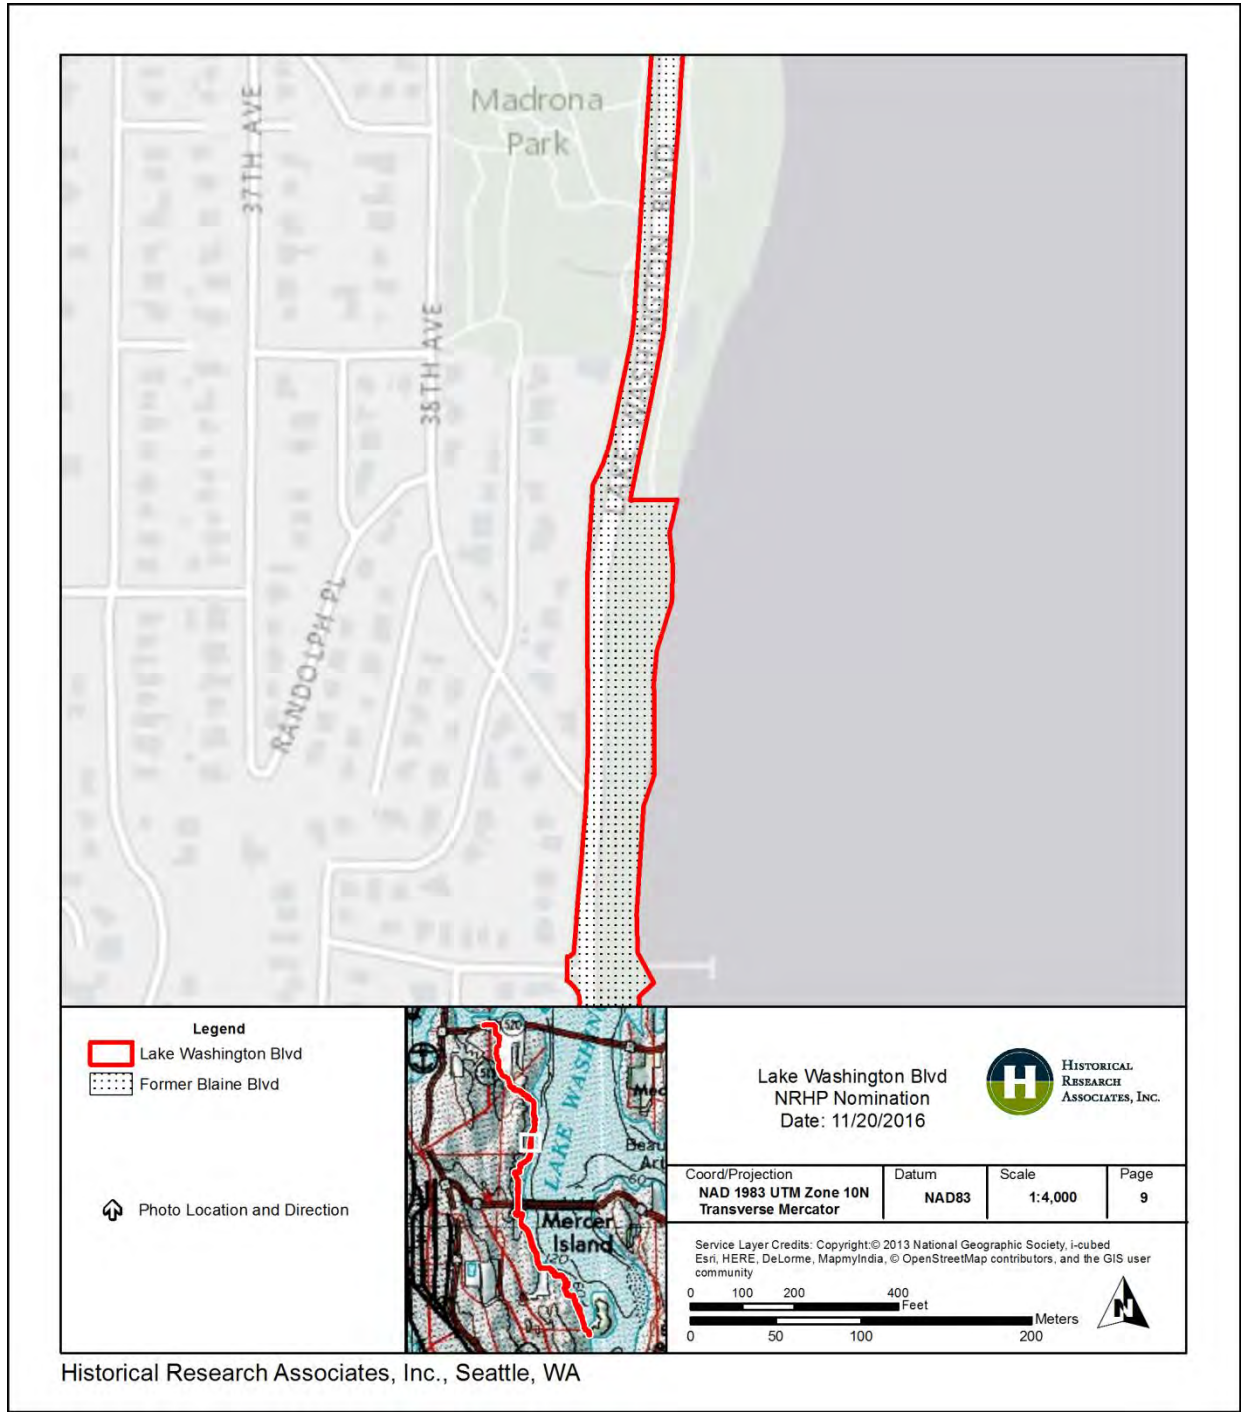 Madrona
Park
37TH AVE
38TH AVE
LAKE WASHINGTON BLVD
RANDOLPH PL
Legend
Lake Washington Blvd
Former Blaine Blvd
Photo Location and Direction
520
LAKE WASHIN
Mercer
Island
Lake Washington Blvd
NRHP Nomination
Date: 11/20/2016
H
HISTORICAL
RESEARCH
ASSOCIATES, INC.
Coord/Projection
NAD 1983 UTM Zone 10N
Transverse Mercator
Datum
NAD83
Scale
1:4,000
Page
9
Service Layer Credits: Copyright:© 2013 National Geographic Society, i-cubed
Esri, HERE, DeLorme, MapmyIndia, © OpenStreetMap contributors, and the GIS user
community
0 100 200 400
Feet
Meters
0 50 100 200
N
Historical Research Associates, Inc., Seattle, WA